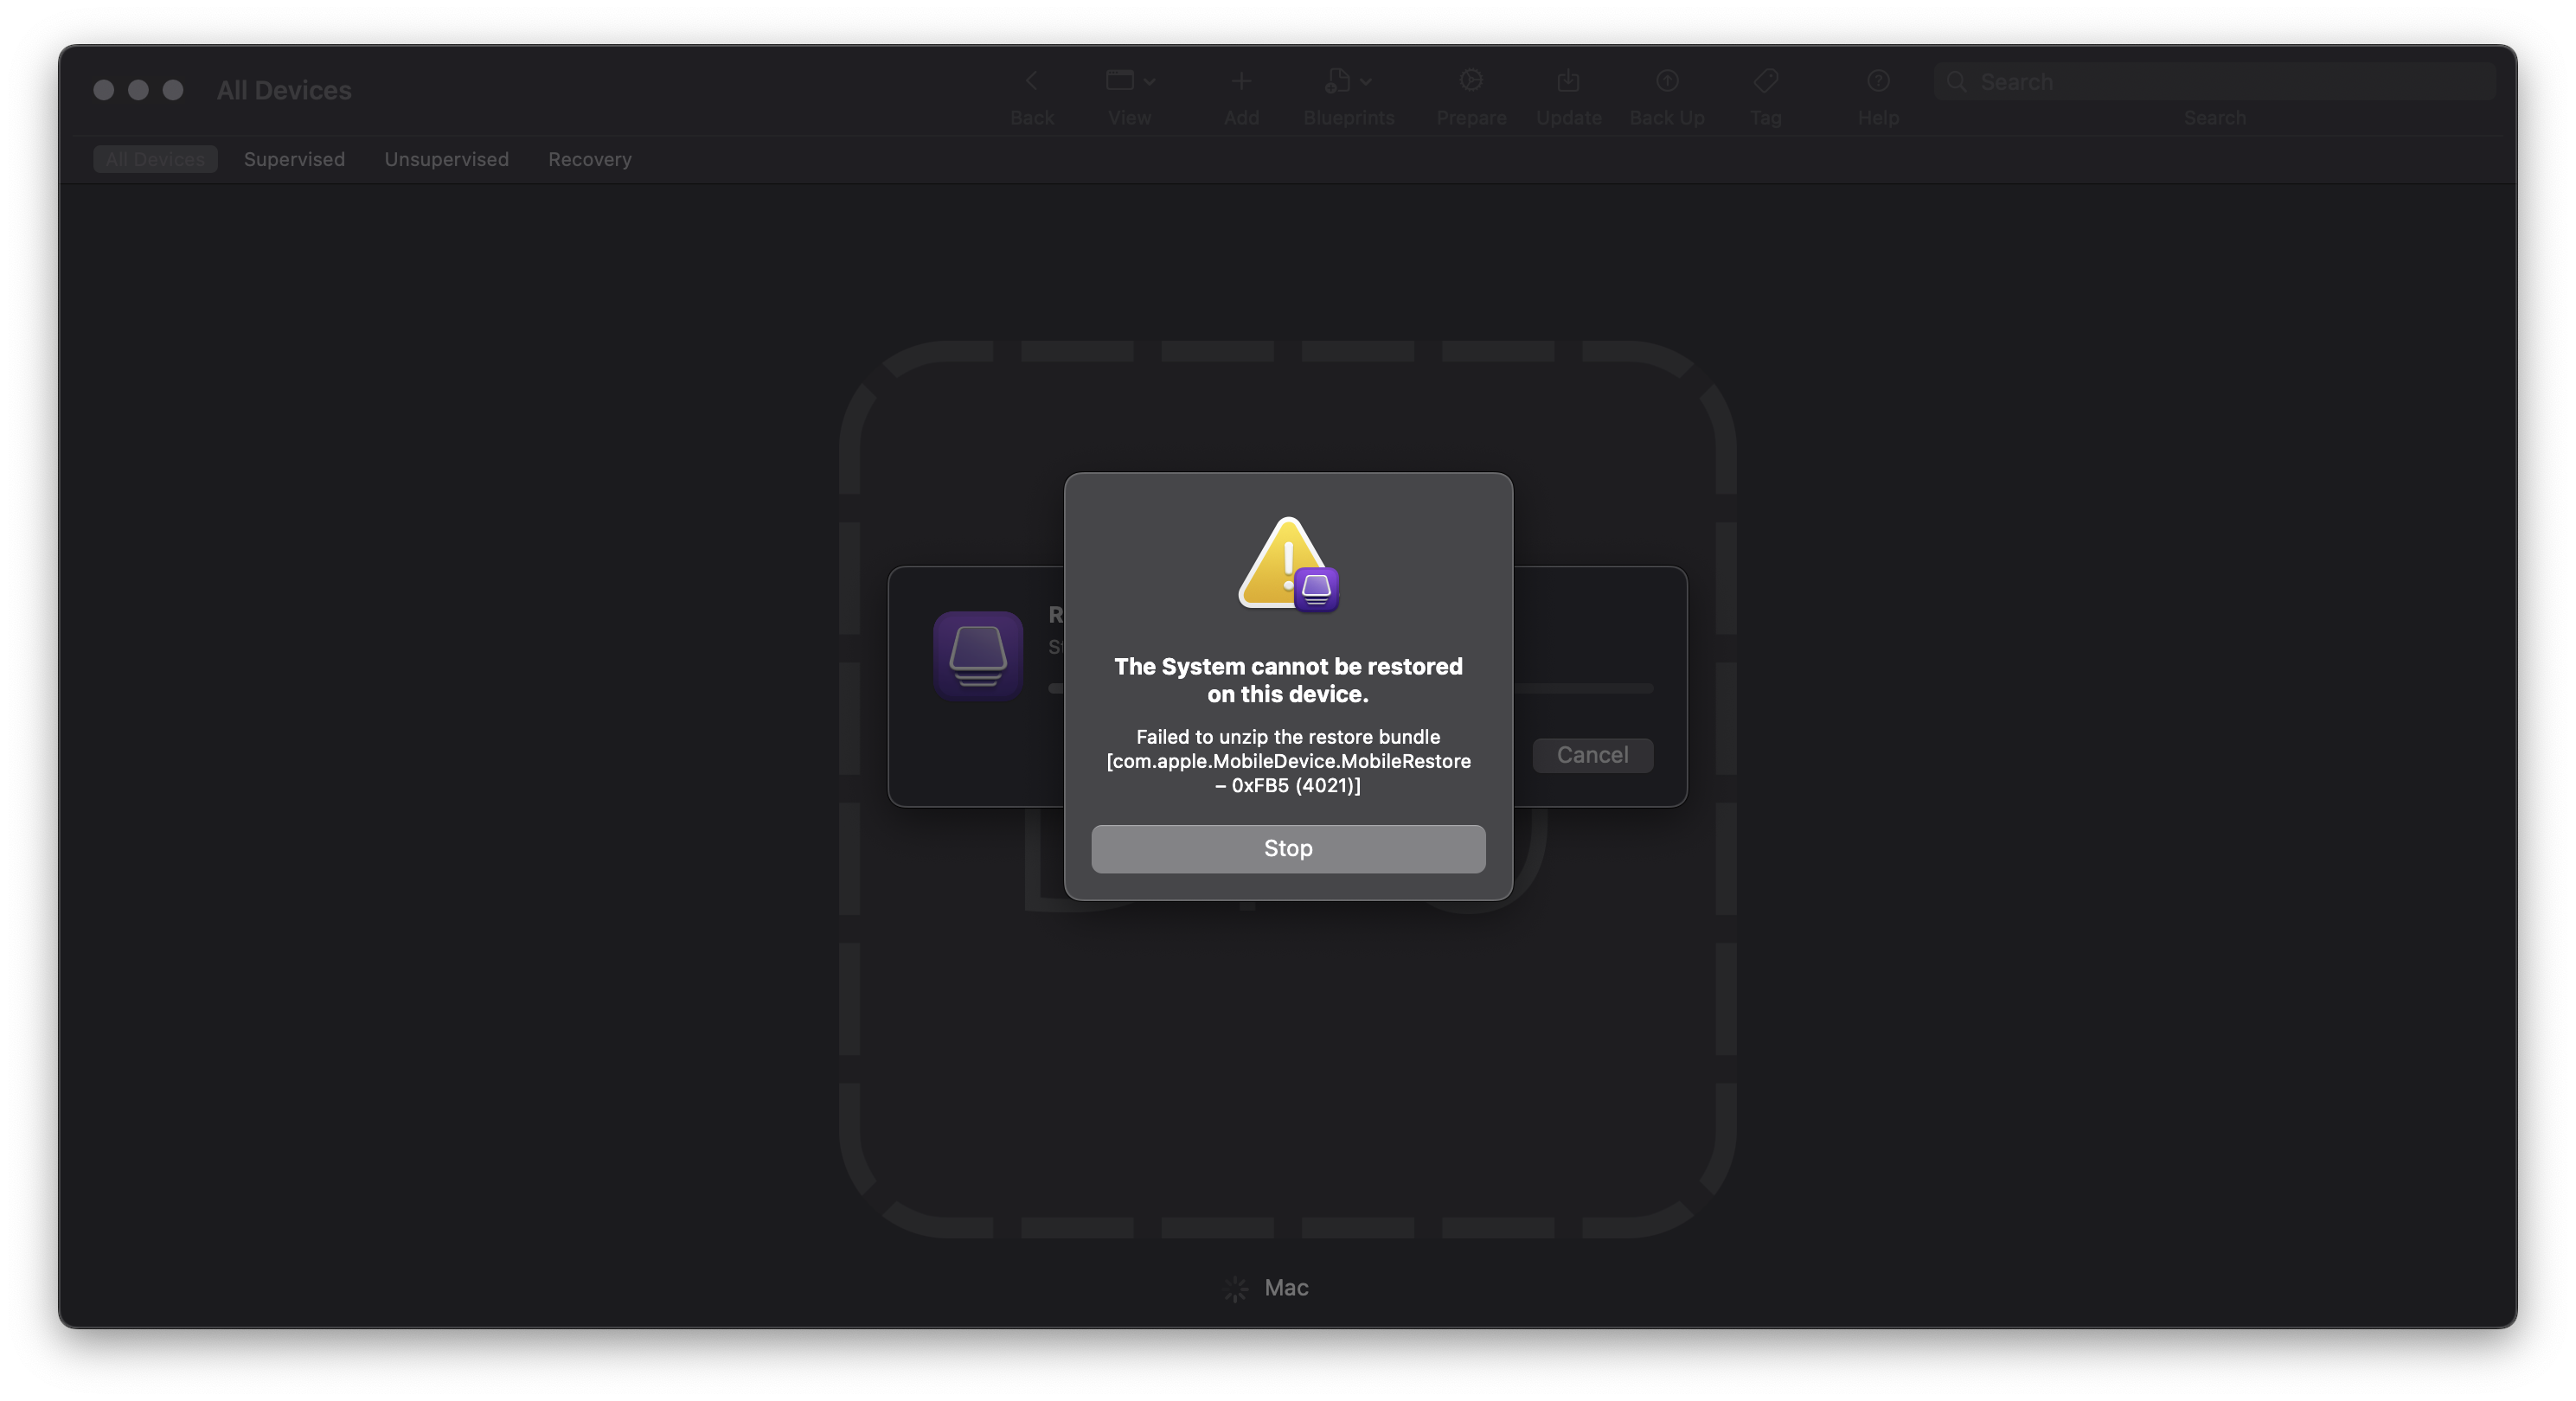 All Devices
Back
View
Add
Blueprints
Prepare
Update
Back Up
Tag
Help
Search
Search
All Devices
Supervised
Unsupervised
Recovery
The System cannot be restored
on this device.
Failed to unzip the restore bundle
[com.apple.MobileDevice.MobileRestore
– 0xFB5 (4021)]
Stop
Cancel
Mac